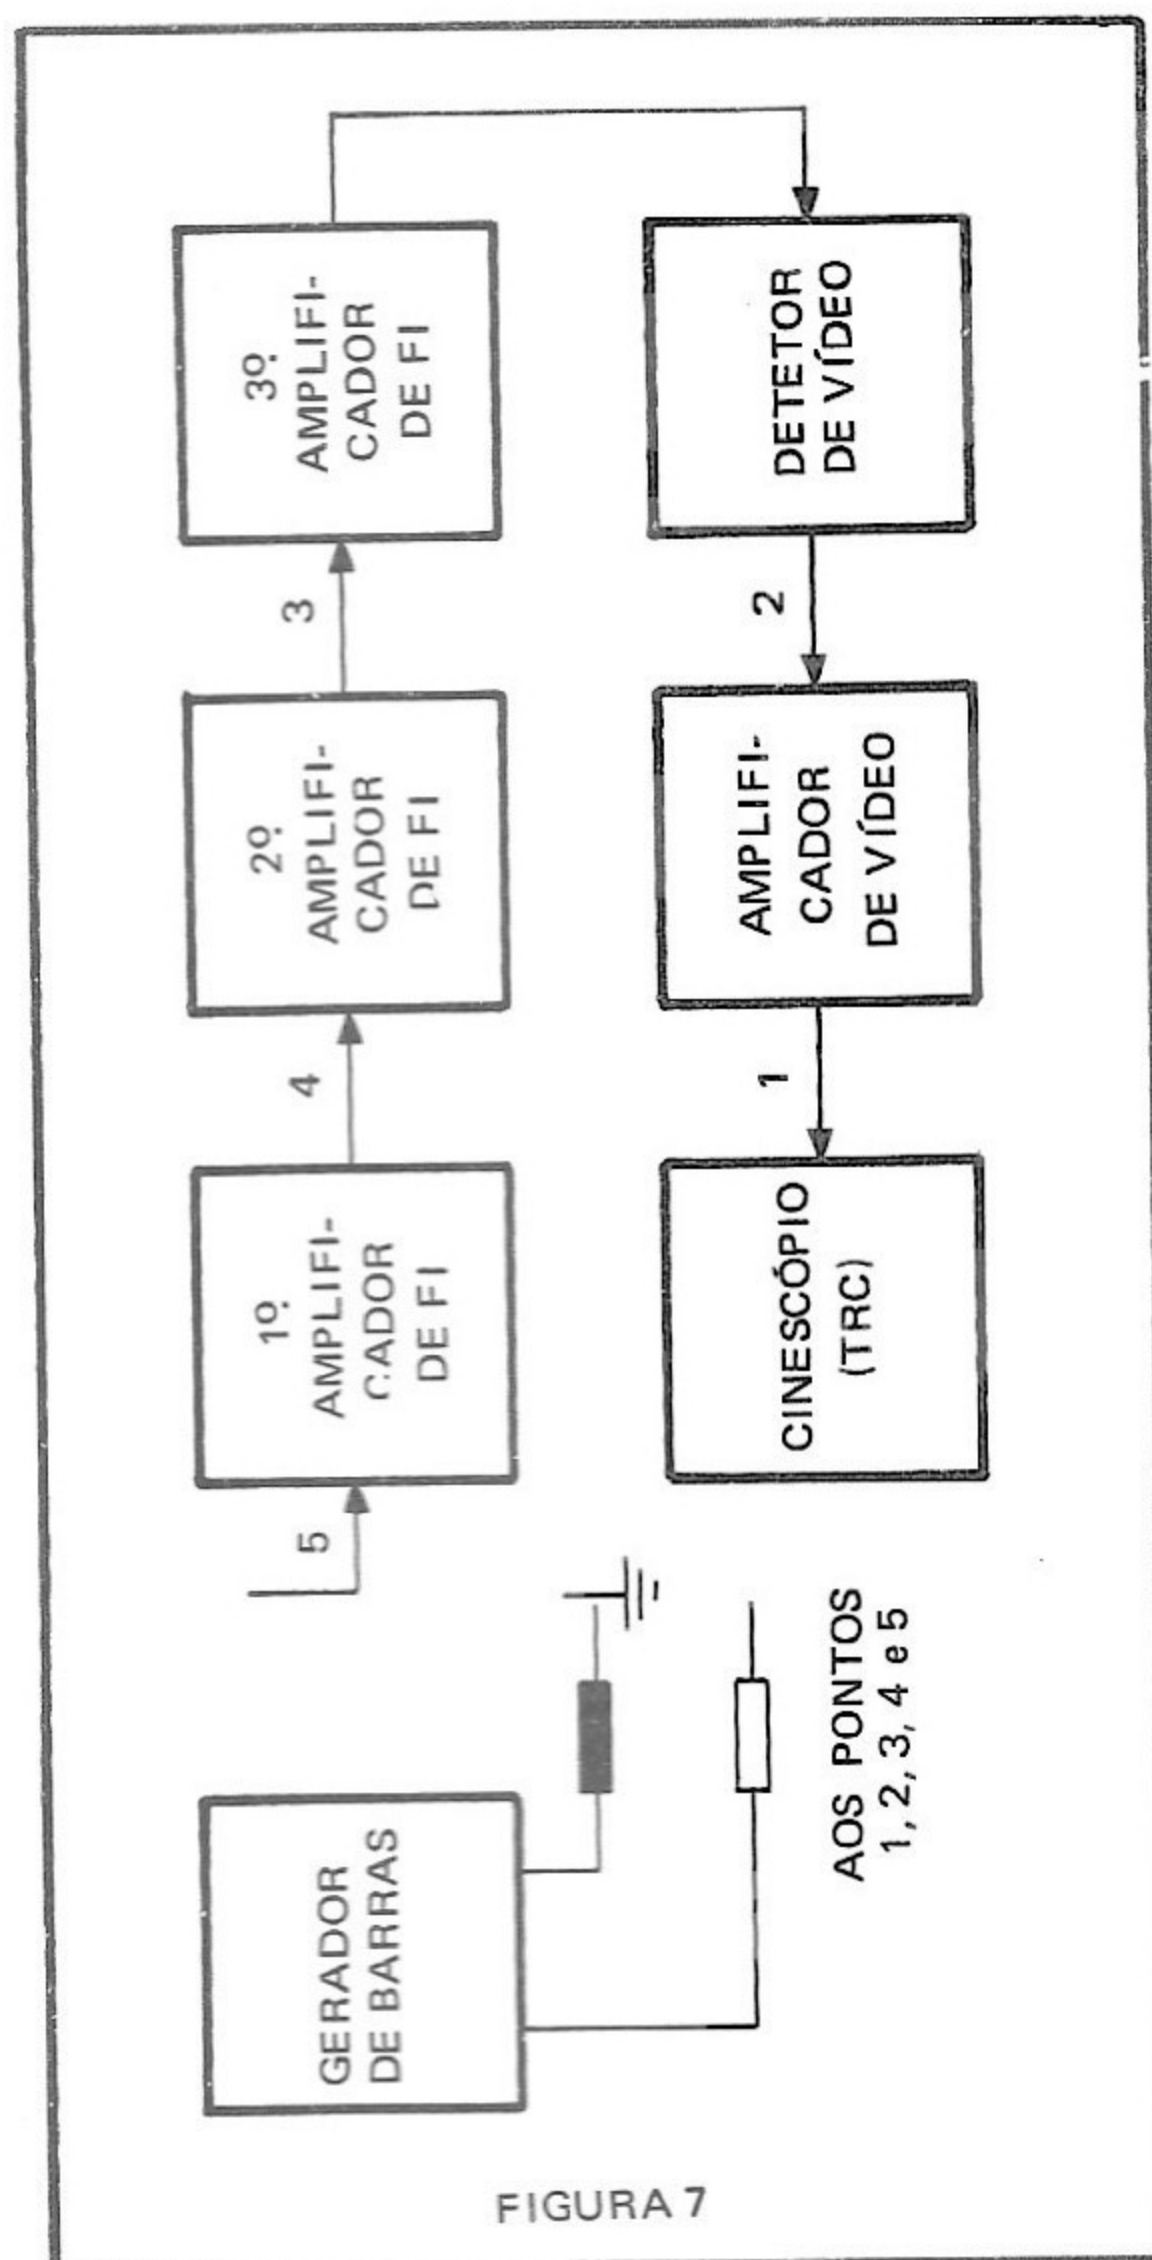 GERADOR
DE BARRAS
5
1º
AMPLIFI-
CADOR
DE FI
4
2º
AMPLIFI-
CADOR
DE FI
3
3º
AMPLIFI-
CADOR
DE FI
DETETOR
DE VÍDEO
2
AMPLIFI-
CADOR
DE VÍDEO
1
CINESCÓPIO
(TRC)
AOS PONTOS
1, 2, 3, 4 e 5
FIGURA 7